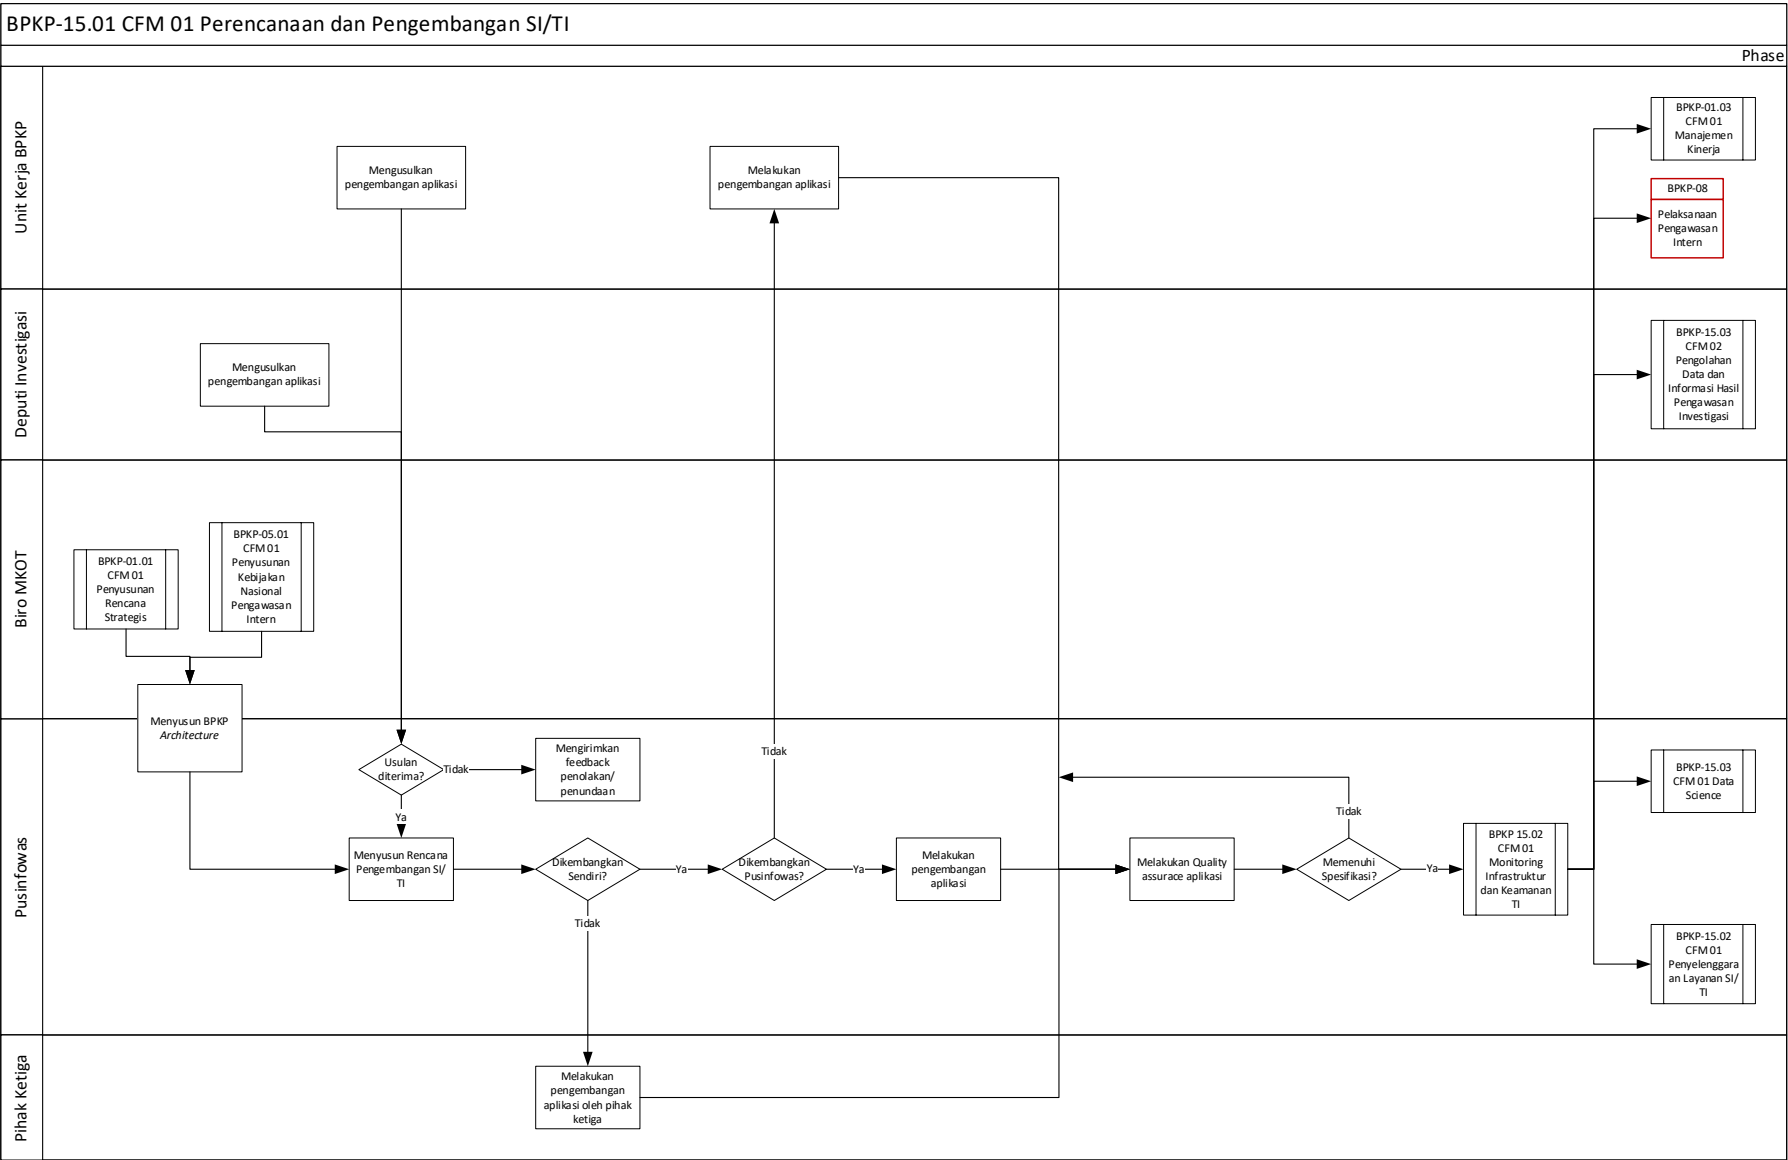 BPKP-15.01 CFM 01 Perencanaan dan Pengembangan SI/TI
Phase
Unit Kerja BPKP
Mengusulkan
pengembangan aplikasi
Melakukan
pengembangan aplikasi
BPKP-01.03
CFM 01
Manajemen
Kinerja
BPKP-08
Pelaksanaan
Pengawasan
Intern
Deputi Investigasi
Mengusulkan
pengembangan aplikasi
BPKP-15.03
CFM 02
Pengolahan
Data dan
Informasi Hasil
Pengawasan
Investigasi
Biro MKOT
BPKP-01.01
CFM 01
Penyusunan
Rencana
Strategis
BPKP-05.01
CFM 01
Penyusunan
Kebijakan
Nasional
Pengawasan
Intern
Menyusun BPKP
Architecture
Pusinfowas
Usulan
diterima?
Tidak
Mengirimkan
feedback
penolakan/
penundaan
Ya
Menyusun Rencana
Pengembangan SI/
TI
Dikembangkan
Sendiri?
Ya
Tidak
Dikembangkan
Pusinfowas?
Tidak
Ya
Melakukan
pengembangan
aplikasi
Melakukan Quality
assurace aplikasi
Memenuhi
Spesifikasi?
Tidak
Ya
BPKP 15.02
CFM 01
Monitoring
Infrastruktur
dan Keamanan
TI
BPKP-15.03
CFM 01 Data
Science
BPKP-15.02
CFM 01
Penyelenggara
an Layanan SI/
TI
Pihak Ketiga
Melakukan
pengembangan
aplikasi oleh pihak
ketiga